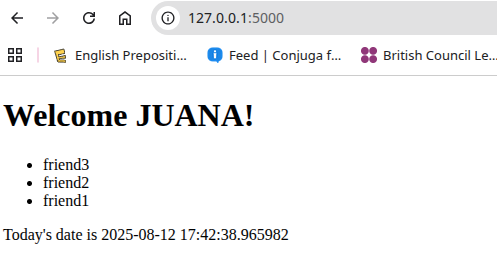 127.0.0.1:5000
English Prepositi... Feed | Conjuga f... British Council Le...
Welcome JUANA!
• friend3
• friend2
• friend1
Today's date is 2025-08-12 17:42:38.965982